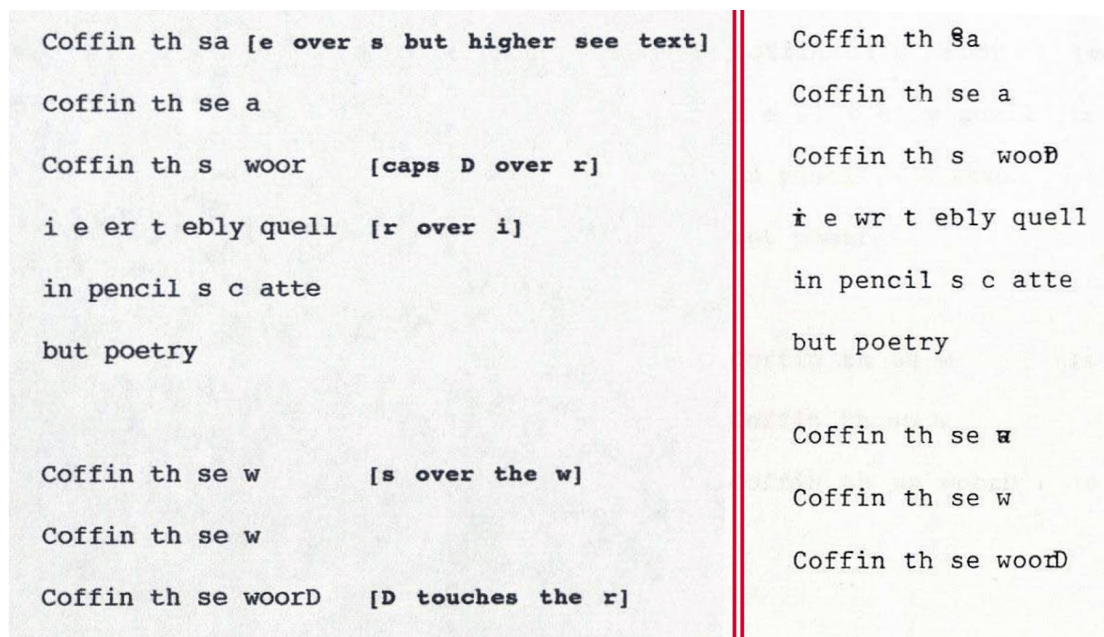 Coffin th sa [e over s but higher see text]
Coffin th se a
Coffin th s woor [caps D over r]
i e er t ebly quell [r over i]
in pencil s c atte
but poetry
Coffin th se w [s over the w]
Coffin th se w
Coffin th se woorD [D touches the r]
Coffin th
Coffin th se a
Coffin th s
e wr t ebly quell
in pencil s c atte
but poetry
Coffin th se
Coffin th se w
Coffin th se woorD